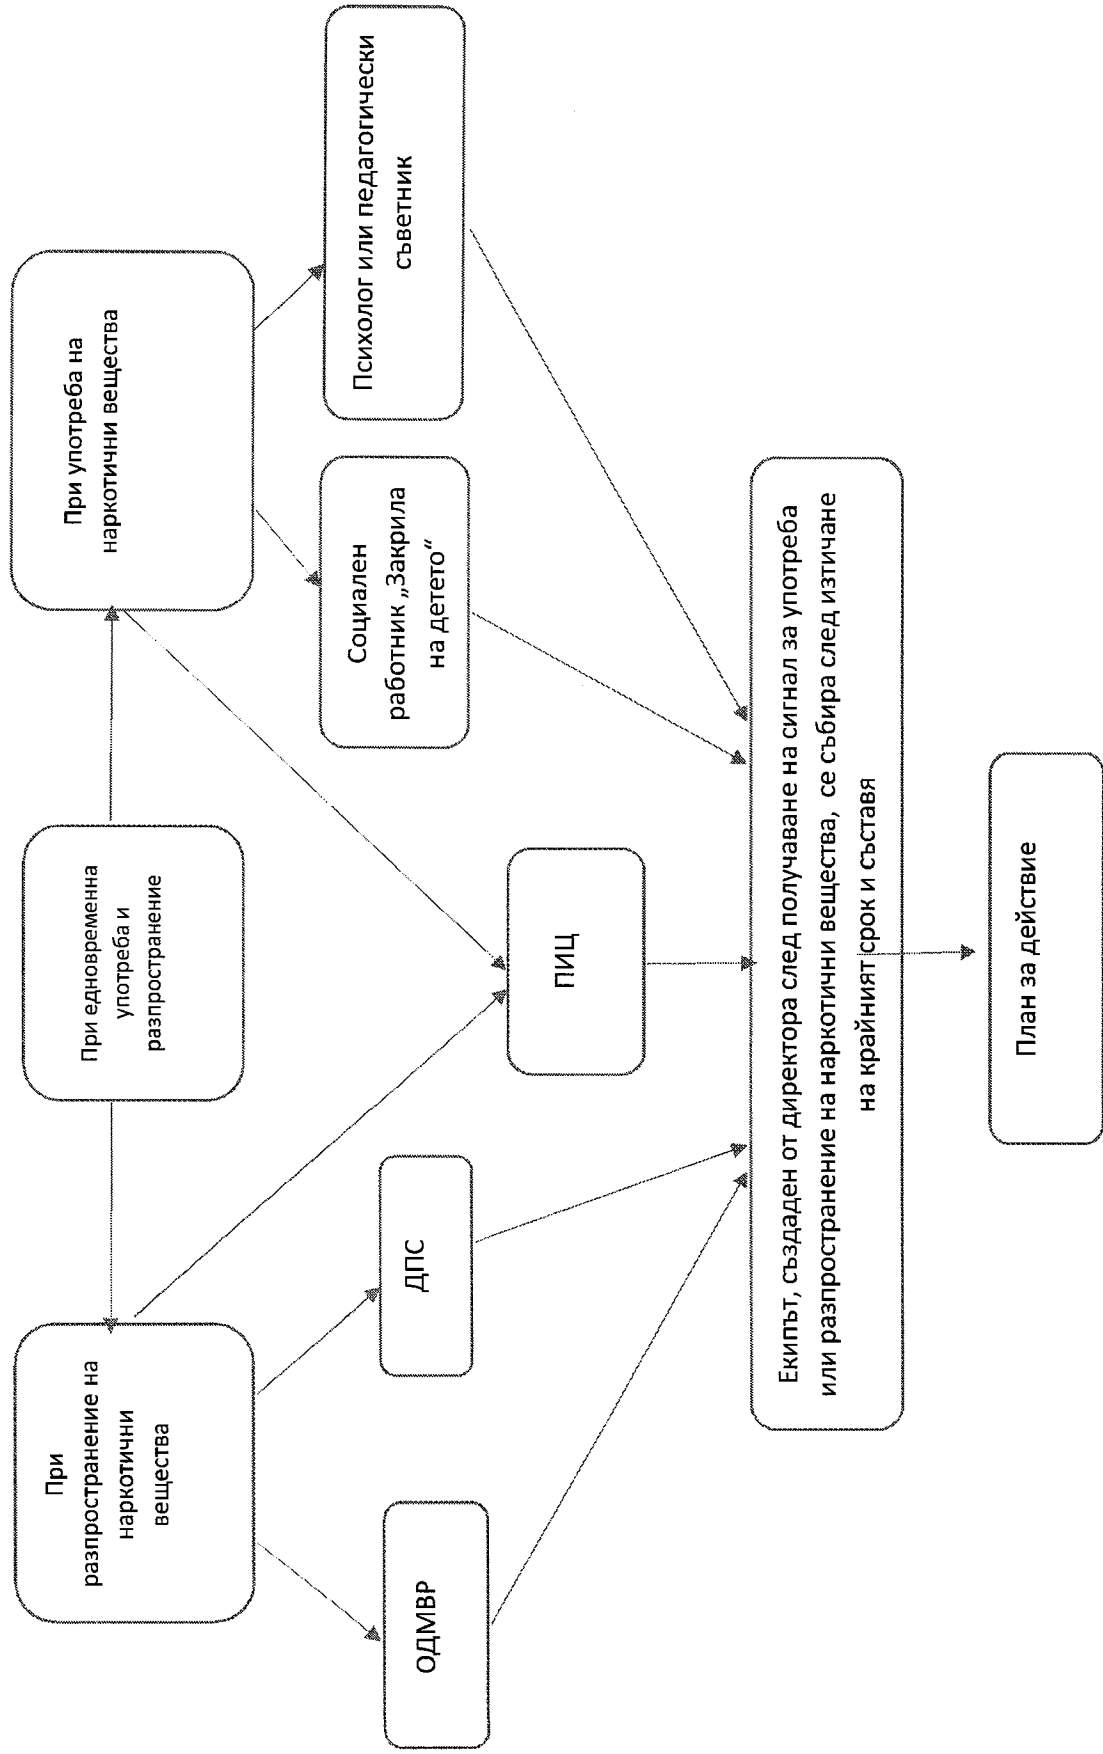 При
разпространение на
наркотични
вещества
При едновременна
употреба и
разпространение
При употреба на
наркотични вещества
ОДМВР
ДПС
ПИЦ
Социален
работник „Закрила
на детето“
Психолог или педагогически
съветник
Екипът, създаден от директора след получаване на сигнал за употреба
или разпространение на наркотични вещества, се събира след изтичане
на крайният срок и съставя
План за действие